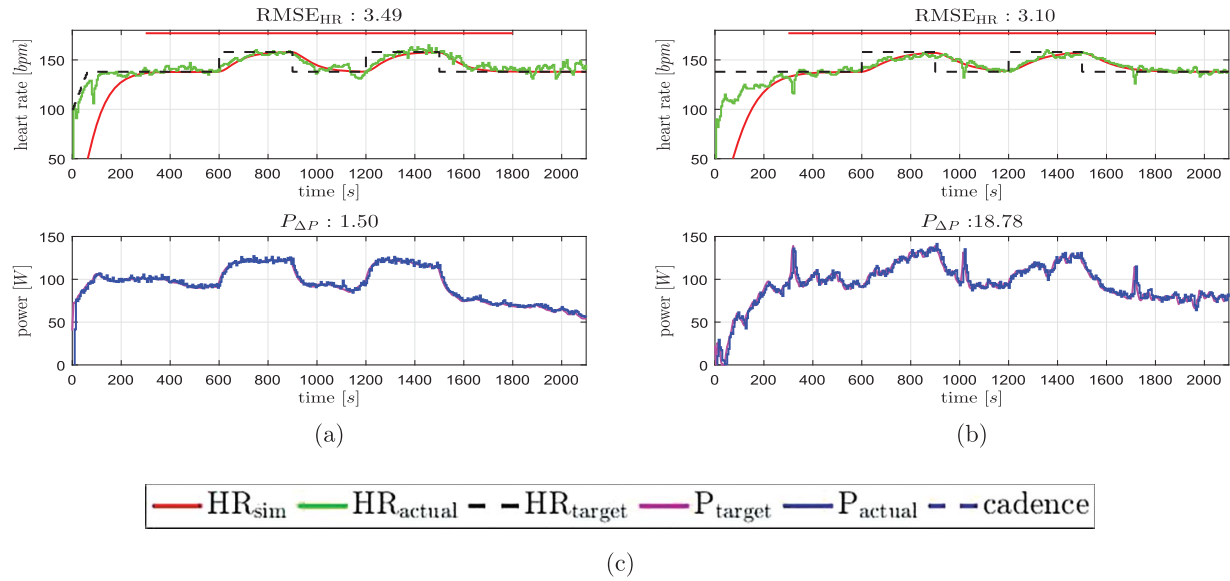 RMSE_HR : 3.49
heart rate [bpm]
150
100
50
0 200 400 600 800 1000 1200 1400 1600 1800 2000
time [s]
P_ΔP : 1.50
power [W]
150
100
50
0
0 200 400 600 800 1000 1200 1400 1600 1800 2000
time [s]
(a)
RMSE_HR : 3.10
heart rate [bpm]
150
100
50
0 200 400 600 800 1000 1200 1400 1600 1800 2000
time [s]
P_ΔP :18.78
power [W]
150
100
50
0
0 200 400 600 800 1000 1200 1400 1600 1800 2000
time [s]
(b)
HR_sim HR_actual HR_target P_target P_actual cadence
(c)